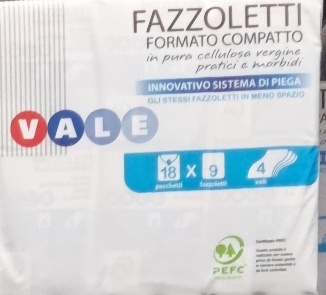 FAZZOLETTI
FORMATO COMPATTO
in pura cellulosa vergine
pratici e morbidi
INNOVATIVO SISTEMA DI PIEGA
GLI STESSI FAZZOLETTI IN MENO SPAZIO
VALE
18 X 9 4
pacchetti fazzoletti veli
PEFC